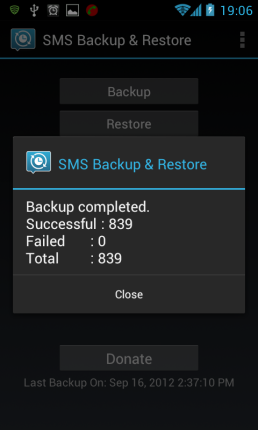 19:06
SMS Backup & Restore
Backup
Restore
SMS Backup & Restore
Backup completed.
Successful : 839
Failed : 0
Total : 839
Close
Donate
Last Backup On: Sep 16, 2012 2:37:10 PM